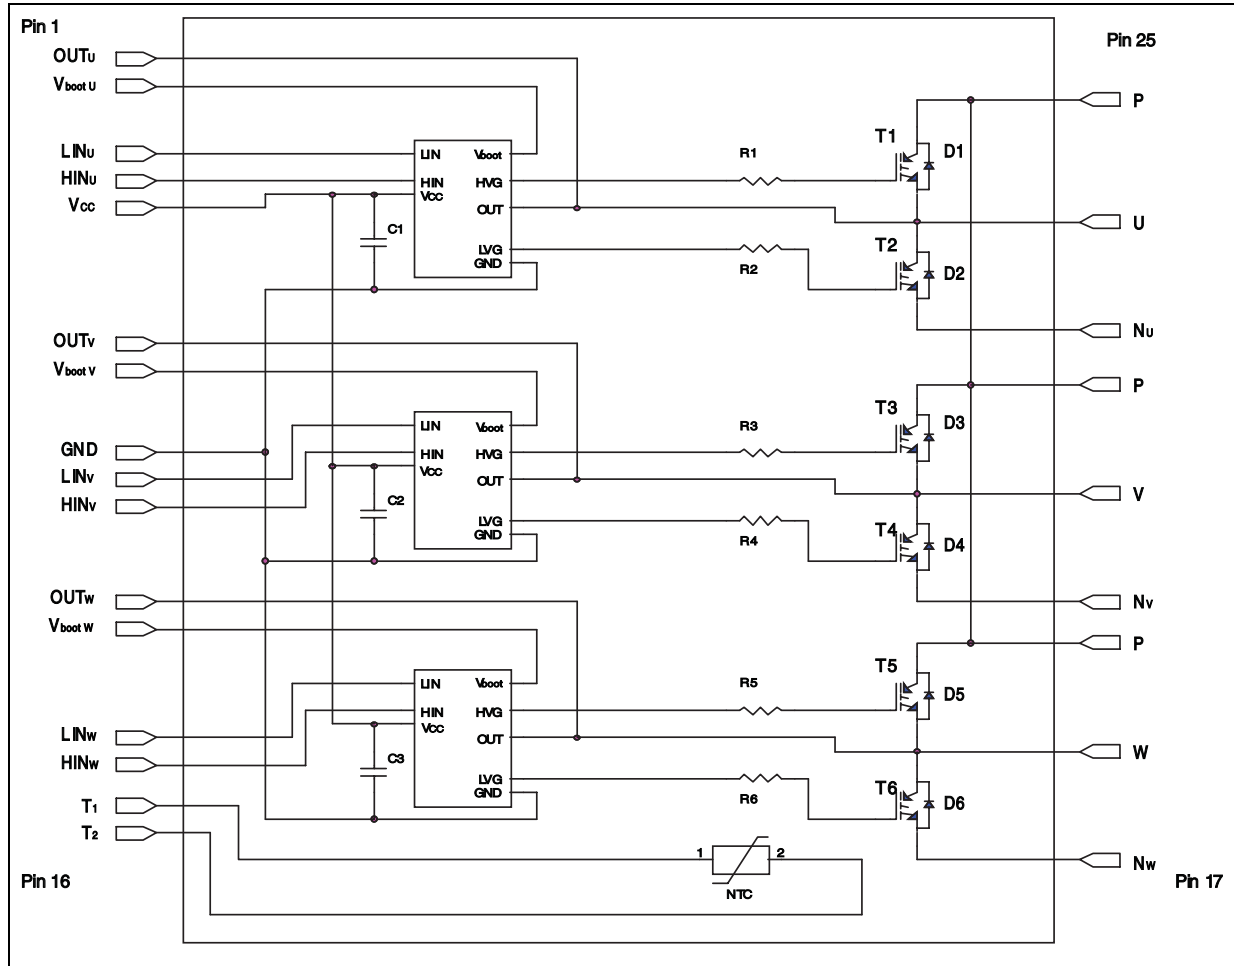 Pin 1
OUTU
Vboot U
LINU
HINU
VCC
OUTV
Vboot V
GND
LINV
HINV
OUTW
Vboot W
LINW
HINW
T1
T2
Pin 16
LIN
HIN
Vcc
Vboot
HVG
OUT
LVG
GND
C1
R1
R2
T1
D1
T2
D2
LIN
HIN
Vcc
Vboot
HVG
OUT
LVG
GND
C2
R3
R4
T3
D3
T4
D4
LIN
HIN
Vcc
Vboot
HVG
OUT
LVG
GND
C3
R5
R6
T5
D5
T6
D6
1
2
NTC
Pin 25
P
U
NU
P
V
NV
P
W
NW
Pin 17